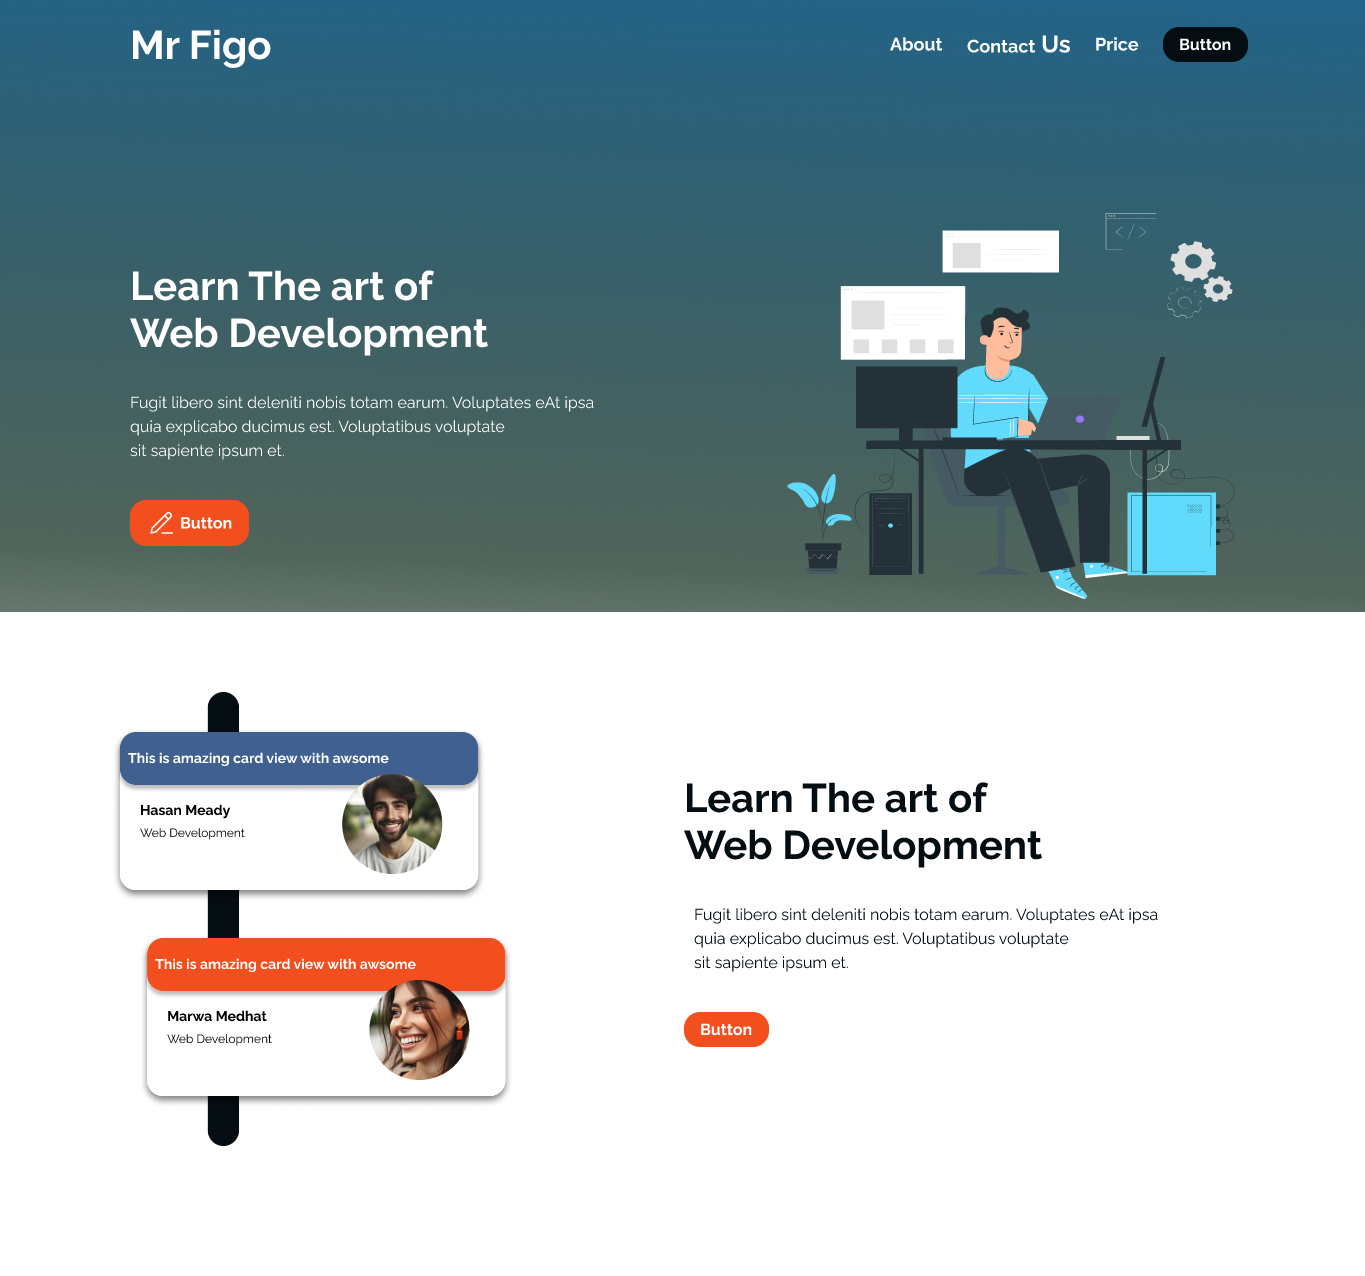 Mr Figo
About Contact Us Price Button
</>
Learn The art of
Web Development
Fugit libero sint deleniti nobis totam earum. Voluptates eAt ipsa
quia explicabo ducimus est. Voluptatibus voluptate
sit sapiente ipsum et.
Button
This is amazing card view with awsome
Hasan Meady
Web Development
This is amazing card view with awsome
Marwa Medhat
Web Development
Learn The art of
Web Development
Fugit libero sint deleniti nobis totam earum. Voluptates eAt ipsa
quia explicabo ducimus est. Voluptatibus voluptate
sit sapiente ipsum et.
Button